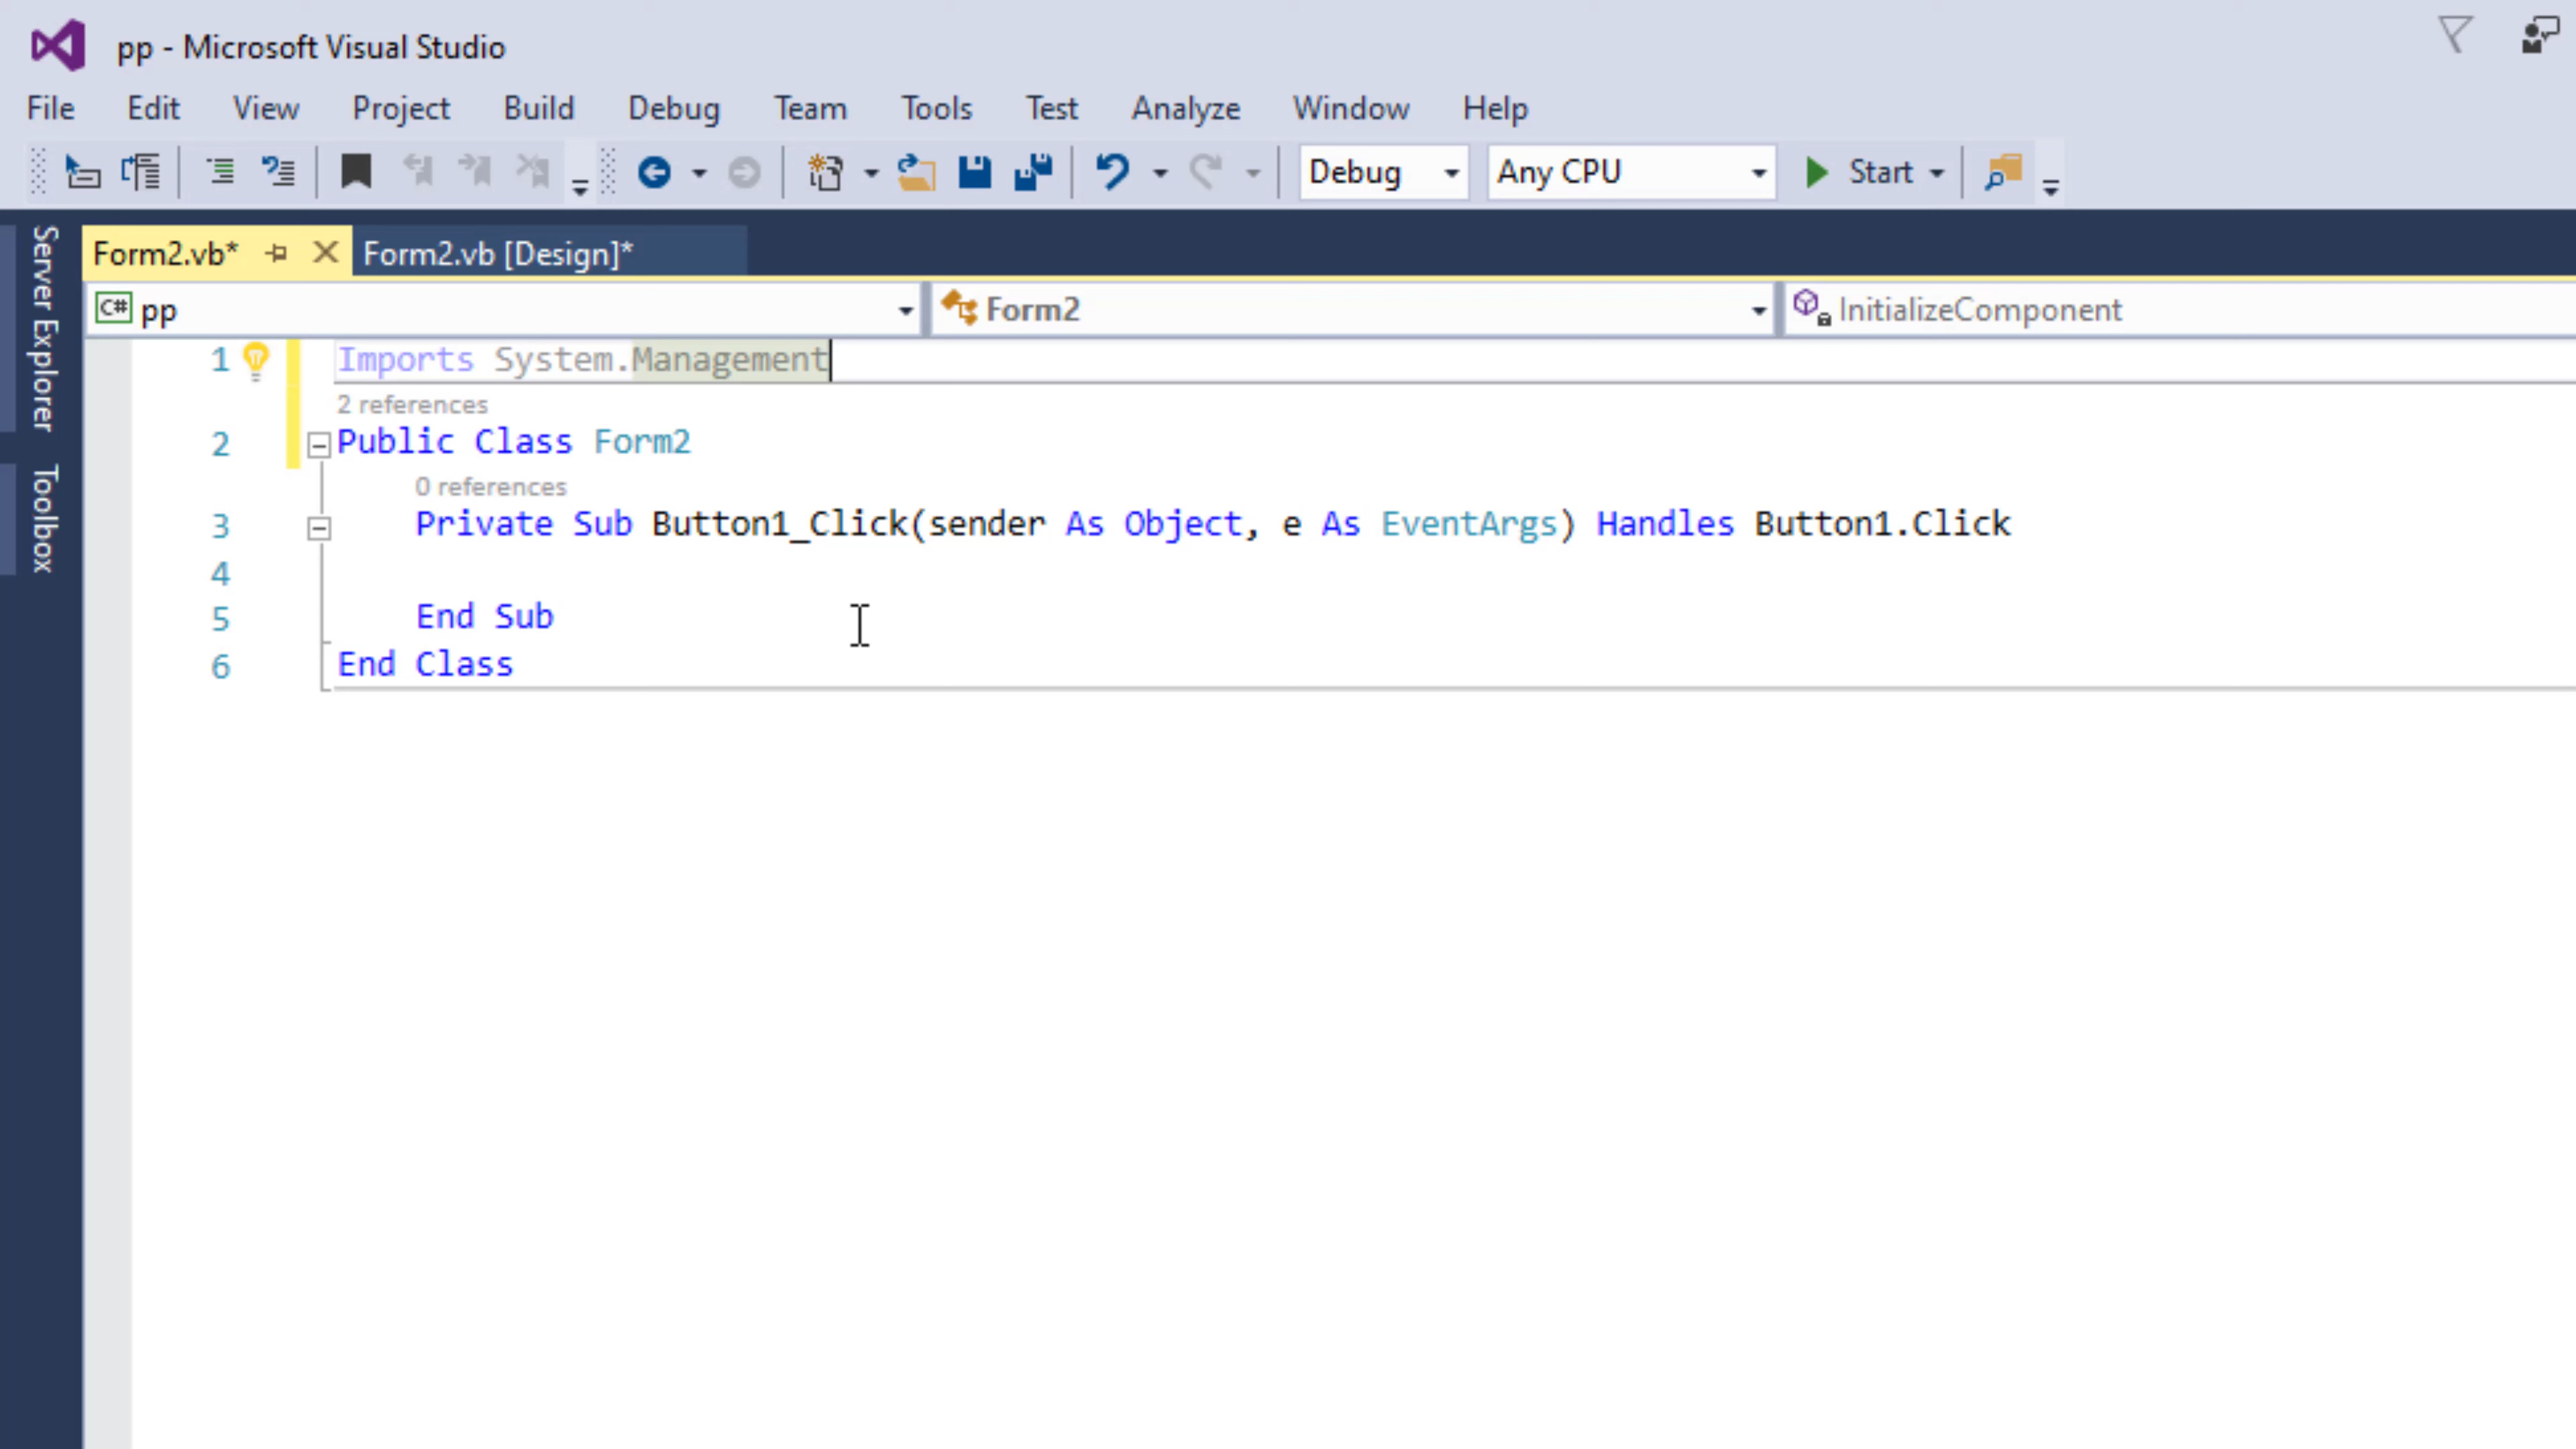 pp - Microsoft Visual Studio
File Edit View Project Build Debug Team Tools Test Analyze Window Help
Debug Any CPU Start
Server Explorer
Toolbox
Form2.vb* Form2.vb [Design]*
C# pp Form2 InitializeComponent
1 Imports System.Management
2 references
2 Public Class Form2
0 references
3 Private Sub Button1_Click(sender As Object, e As EventArgs) Handles Button1.Click
4
5 End Sub
6 End Class